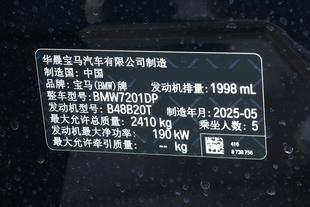 华晨宝马汽车有限公司制造
制造国: 中国
品牌: 宝马(BMW)牌 发动机排量: 1998 mL
整车型号: BMW7201DP
发动机型号: B48B20T 制造年月: 2025-05
最大允许总质量: 2410 kg 乘坐人数: 5
最大净功率: 190 kW
最大允许牵引质量: -- kg
416
8 738 756